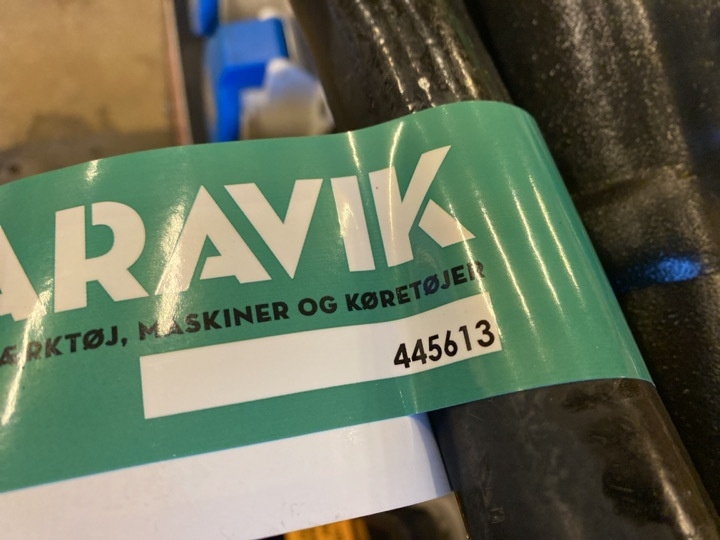 ARAVIK
ÆRKTØJ, MASKINER OG KØRETØJER
445613